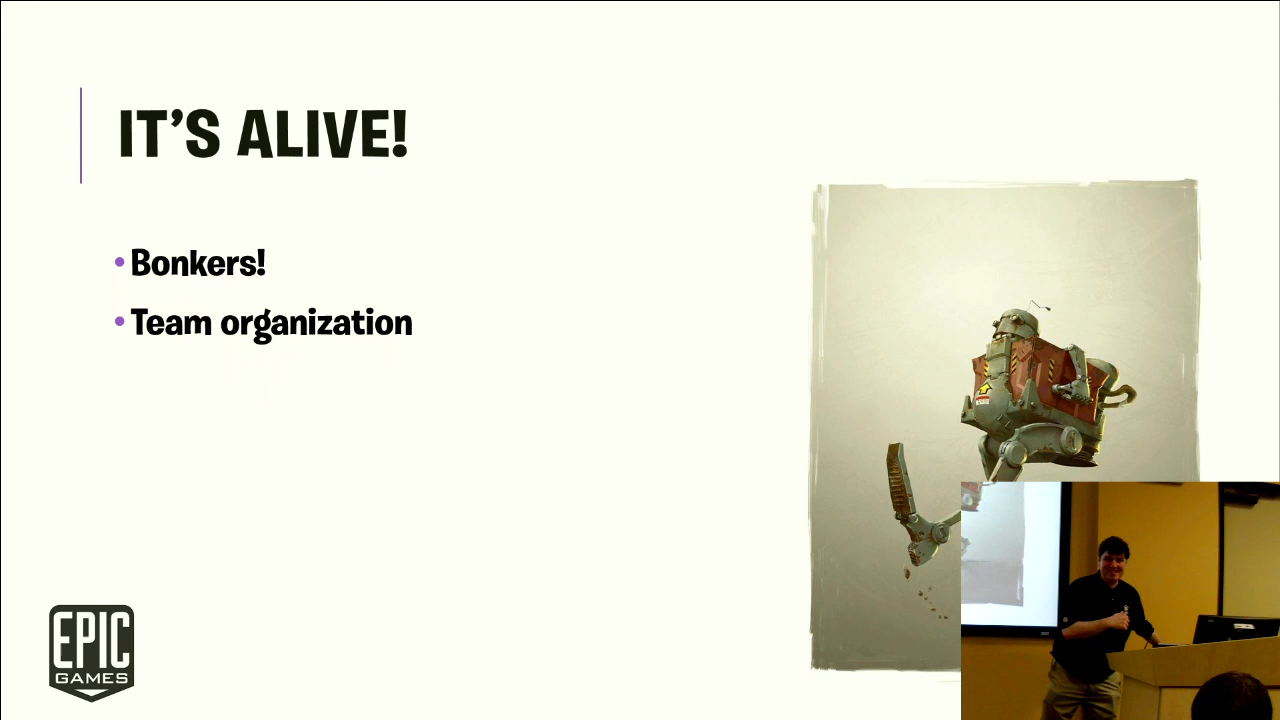 IT'S ALIVE!
• Bonkers!
• Team organization
EPIC
GAMES